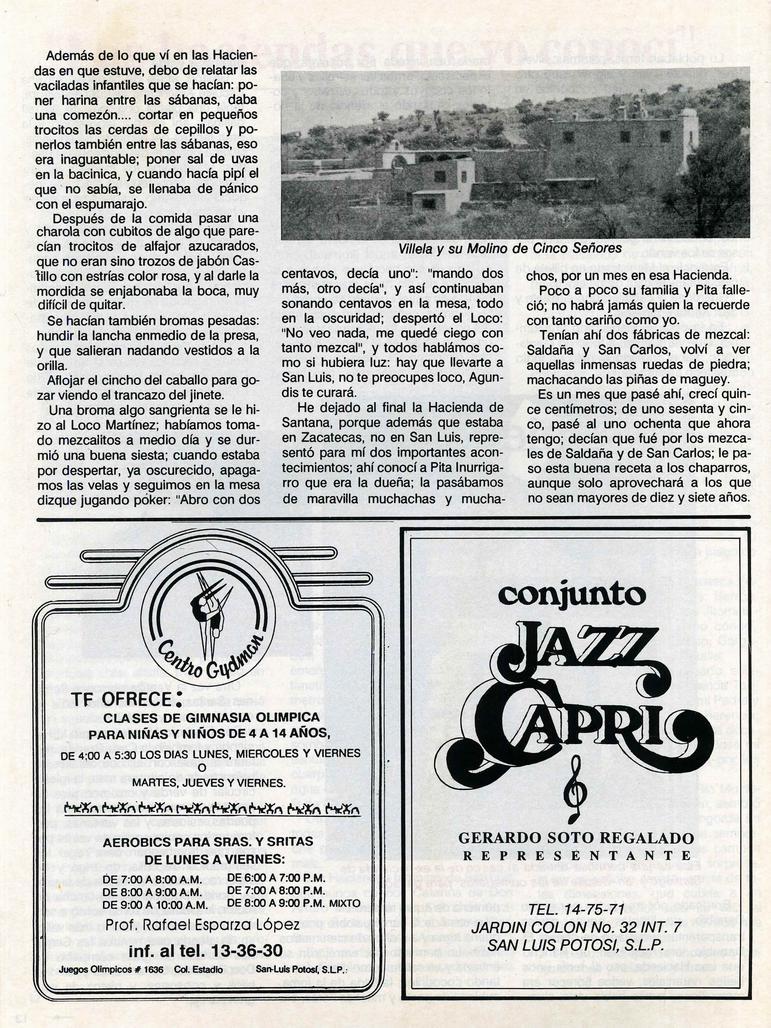 Además de lo que ví en las Hacien-
das en que estuve, debo de relatar las
vaciladas infantiles que se hacían: po-
ner harina entre las sábanas, daba
una comezón.... cortar en pequeños
trocitos las cerdas de cepillos y po-
nerlos también entre las sábanas, eso
era inaguantable; poner sal de uvas
en la bacinica, y cuando hacía pipí el
que no sabía, se llenaba de pánico
con el espumarajo.
Después de la comida pasar una
charola con cubitos de algo que pare-
cían trocitos de alfajor azucarados,
que no eran sino trozos de jabón Cas-
tillo con estrías color rosa, y al darle la
mordida se enjabonaba la boca, muy
difícil de quitar.
Se hacían también bromas pesadas:
hundir la lancha enmedio de la presa,
y que salieran nadando vestidos a la
orilla.
Aflojar el cincho del caballo para go-
zar viendo el trancazo del jinete.
Una broma algo sangrienta se le hi-
zo al Loco Martínez; habíamos toma-
do mezcalitos a medio día y se dur-
mió una buena siesta; cuando estaba
por despertar, ya oscurecido, apaga-
mos las velas y seguimos en la mesa
dizque jugando póker: "Abro con dos
Villela y su Molino de Cinco Señores
centavos, decía uno": "mando dos
más, otro decía", y así continuaban
sonando centavos en la mesa, todo
en la oscuridad; despertó el Loco:
"No veo nada, me quedé ciego con
tanto mezcal", y todos hablámos co-
mo si hubiera luz: hay que llevarte a
San Luis, no te preocupes loco, Agun-
dis te curará.
He dejado al final la Hacienda de
Santana, porque además que estaba
en Zacatecas, no en San Luis, repre-
sentó para mí dos importantes acon-
tecimientos; ahí conocí a Pita Inurriga-
rro que era la dueña; la pasábamos
de maravilla muchachas y mucha-
chos, por un mes en esa Hacienda.
Poco a poco su familia y Pita falle-
ció; no habrá jamás quien la recuerde
con tanto cariño como yo.
Tenían ahí dos fábricas de mezcal:
Saldaña y San Carlos, volví a ver
aquellas inmensas ruedas de piedra;
machacando las piñas de maguey.
Es un mes que pasé ahí, crecí quin-
ce centímetros; de uno sesenta y cin-
co, pasé al uno ochenta que ahora
tengo; decían que fué por los mezca-
les de Saldaña y de San Carlos; le pa-
so esta buena receta a los chaparros,
aunque solo aprovechará a los que
no sean mayores de diez y siete años.
Centro Gydman
TF OFRECE:
CLASES DE GIMNASIA OLIMPICA
PARA NIÑAS Y NIÑOS DE 4 A 14 AÑOS,
DE 4:00 A 5:30 LOS DIAS LUNES, MIERCOLES Y VIERNES
O
MARTES, JUEVES Y VIERNES.
AEROBICS PARA SRAS. Y SRITAS
DE LUNES A VIERNES:
DE 7:00 A 8:00 A.M. DE 6:00 A 7:00 P.M.
DE 8:00 A 9:00 A.M. DE 7:00 A 8:00 P.M.
DE 9:00 A 10:00 A.M. DE 8:00 A 9:00 P.M. MIXTO
Prof. Rafael Esparza López
inf. al tel. 13-36-30
Juegos Olimpicos # 1636 Col. Estadio San Luis Potosí, S.L.P.
conjunto
JAZZ
CAPRI
GERARDO SOTO REGALADO
REPRESENTANTE
TEL. 14-75-71
JARDIN COLON No. 32 INT. 7
SAN LUIS POTOSI, S.L.P.